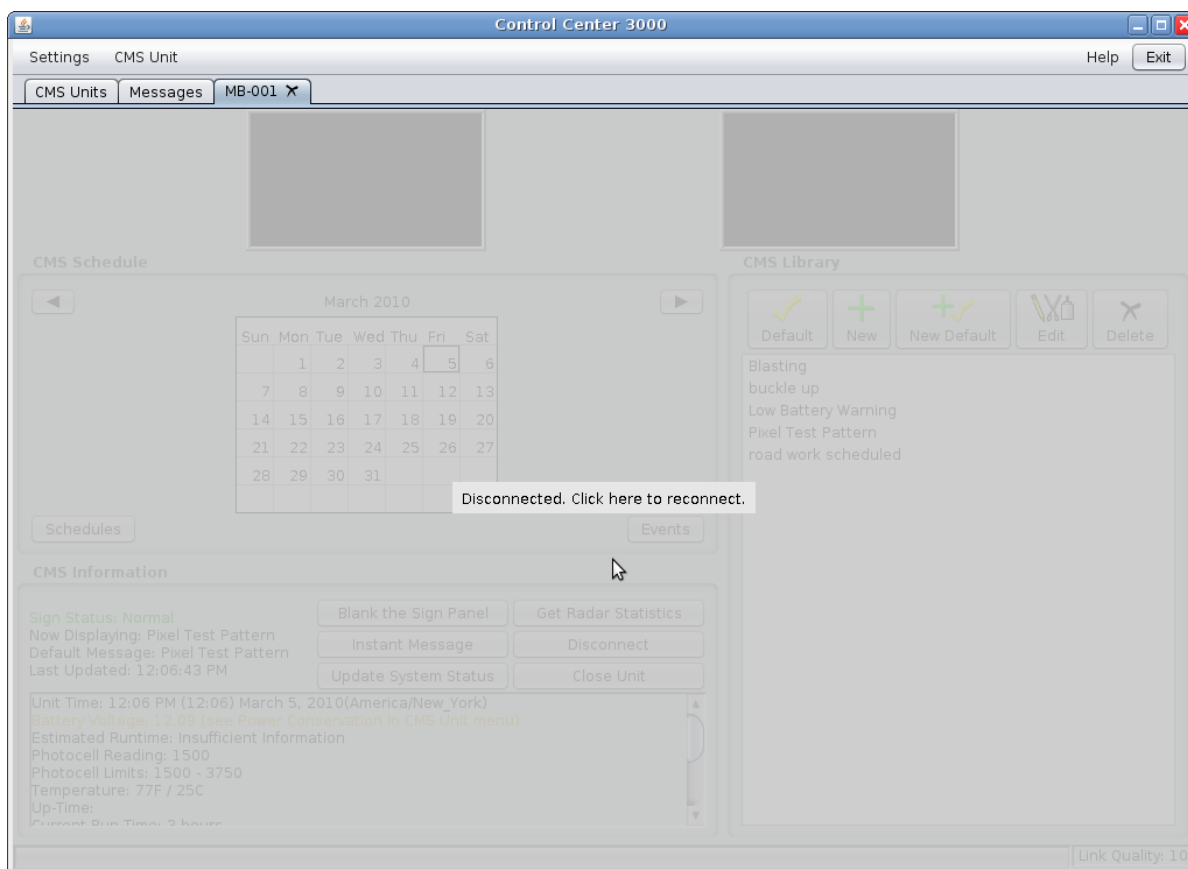 Control Center 3000
Settings CMS Unit Help Exit
CMS Units Messages MB-001
CMS Schedule
March 2010
Sun Mon Tue Wed Thu Fri Sat
1 2 3 4 5 6
7 8 9 10 11 12 13
14 15 16 17 18 19 20
21 22 23 24 25 26 27
28 29 30 31
Schedules Events
CMS Library
Default New New Default Edit Delete
Blasting
buckle up
Low Battery Warning
Pixel Test Pattern
road work scheduled
Disconnected. Click here to reconnect.
CMS Information
Sign Status: Normal
Now Displaying: Pixel Test Pattern
Default Message: Pixel Test Pattern
Last Updated: 12:06:43 PM
Blank the Sign Panel Get Radar Statistics
Instant Message Disconnect
Update System Status Close Unit
Unit Time: 12:06 PM (12:06) March 5, 2010(America/New_York)
Battery Voltage: 12.09 (see Power Conservation in CMS Unit menu)
Estimated Runtime: Insufficient Information
Photocell Reading: 1500
Photocell Limits: 1500 - 3750
Temperature: 77F / 25C
Up-Time:
Current Run Time: 3 hours
Link Quality: 10